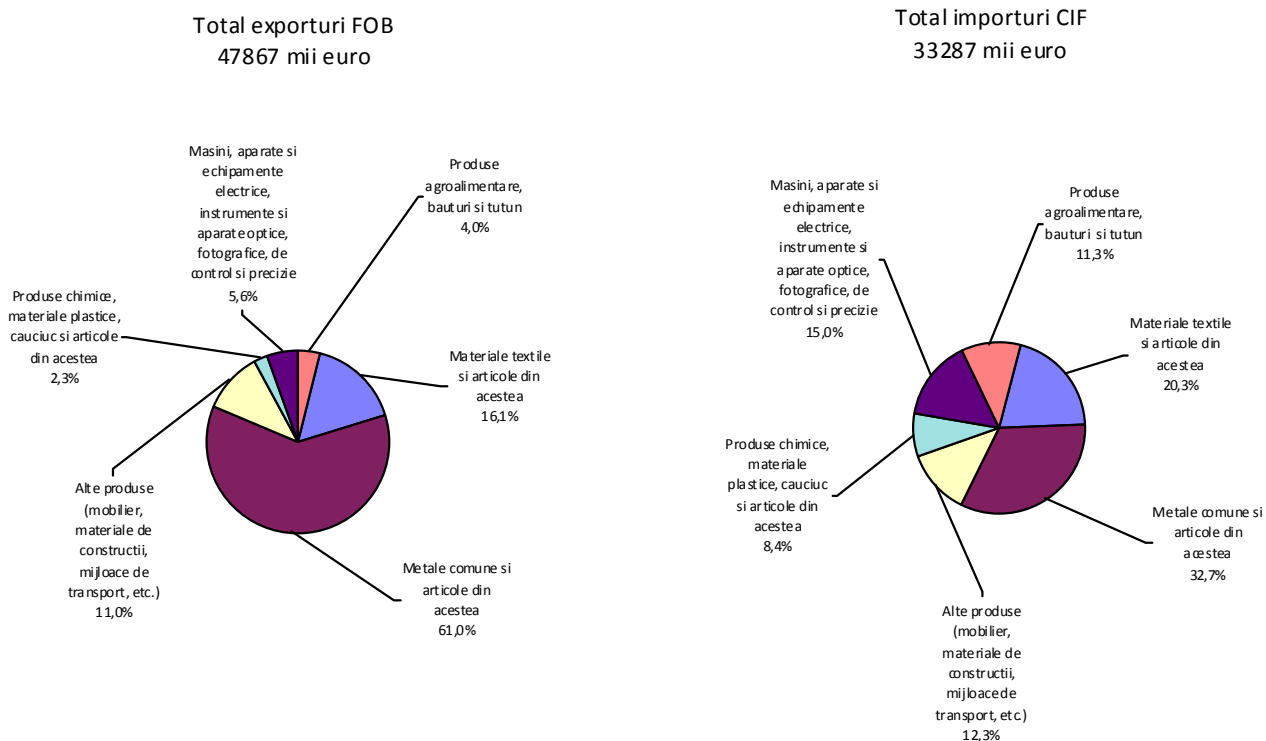 Total exporturi FOB
47867 mii euro
Masini, aparate si
echipamente
electrice,
instrumente si
aparate optice,
fotografice, de
control si precizie
5,6%
Produse
agroalimentare,
bauturi si tutun
4,0%
Produse chimice,
materiale plastice,
cauciuc si articole
din acestea
2,3%
Materiale textile
si articole din
acestea
16,1%
Alte produse
(mobilier,
materiale de
constructii,
mijloace de
transport, etc.)
11,0%
Metale comune si
articole din
acestea
61,0%
Total importuri CIF
33287 mii euro
Masini, aparate si
echipamente
electrice,
instrumente si
aparate optice,
fotografice, de
control si precizie
15,0%
Produse
agroalimentare,
bauturi si tutun
11,3%
Materiale textile
si articole din
acestea
20,3%
Produse chimice,
materiale
plastice, cauciuc
si articole din
acestea
8,4%
Metale comune si
articole din
acestea
32,7%
Alte produse
(mobilier,
materiale de
constructii,
mijloace de
transport, etc.)
12,3%